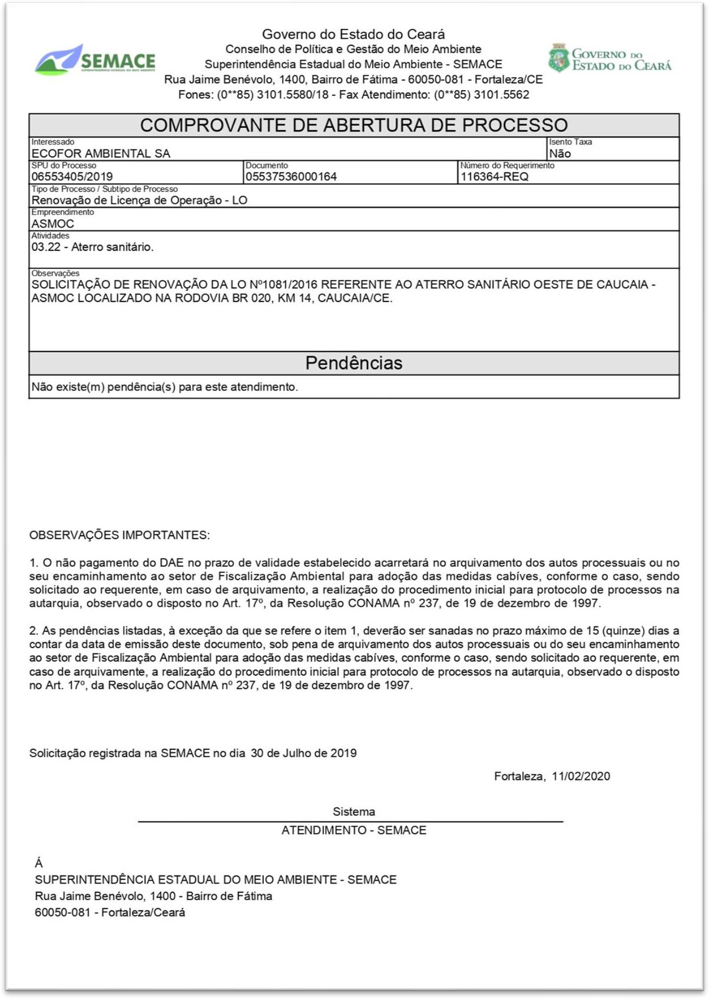 Governo do Estado do Ceará
Conselho de Política e Gestão do Meio Ambiente
Superintendência Estadual do Meio Ambiente - SEMACE
Rua Jaime Benévolo, 1400, Bairro de Fátima - 60050-081 - Fortaleza/CE
Fones: (0**85) 3101.5580/18 - Fax Atendimento: (0**85) 3101.5562
SEMACE
SUPERINTENDÊNCIA ESTADUAL DO MEIO AMBIENTE
GOVERNO DO
ESTADO DO CEARÁ
COMPROVANTE DE ABERTURA DE PROCESSO
Interessado
ECOFOR AMBIENTAL SA
Isento Taxa
Não
SPU do Processo
06553405/2019
Documento
05537536000164
Número do Requerimento
116364-REQ
Tipo de Processo / Subtipo de Processo
Renovação de Licença de Operação - LO
Empreendimento
ASMOC
Atividades
03.22 - Aterro sanitário.
Observações
SOLICITAÇÃO DE RENOVAÇÃO DA LO Nº1081/2016 REFERENTE AO ATERRO SANITÁRIO OESTE DE CAUCAIA -
ASMOC LOCALIZADO NA RODOVIA BR 020, KM 14, CAUCAIA/CE.
Pendências
Não existe(m) pendência(s) para este atendimento.
OBSERVAÇÕES IMPORTANTES:
1. O não pagamento do DAE no prazo de validade estabelecido acarretará no arquivamento dos autos processuais ou no
seu encaminhamento ao setor de Fiscalização Ambiental para adoção das medidas cabíves, conforme o caso, sendo
solicitado ao requerente, em caso de arquivamento, a realização do procedimento inicial para protocolo de processos na
autarquia, observado o disposto no Art. 17º, da Resolução CONAMA nº 237, de 19 de dezembro de 1997.
2. As pendências listadas, à exceção da que se refere o item 1, deverão ser sanadas no prazo máximo de 15 (quinze) dias a
contar da data de emissão deste documento, sob pena de arquivamento dos autos processuais ou do seu encaminhamento
ao setor de Fiscalização Ambiental para adoção das medidas cabíves, conforme o caso, sendo solicitado ao requerente, em
caso de arquivamente, a realização do procedimento inicial para protocolo de processos na autarquia, observado o disposto
no Art. 17º, da Resolução CONAMA nº 237, de 19 de dezembro de 1997.
Solicitação registrada na SEMACE no dia 30 de Julho de 2019
Fortaleza, 11/02/2020
Sistema
ATENDIMENTO - SEMACE
Á
SUPERINTENDÊNCIA ESTADUAL DO MEIO AMBIENTE - SEMACE
Rua Jaime Benévolo, 1400 - Bairro de Fátima
60050-081 - Fortaleza/Ceará